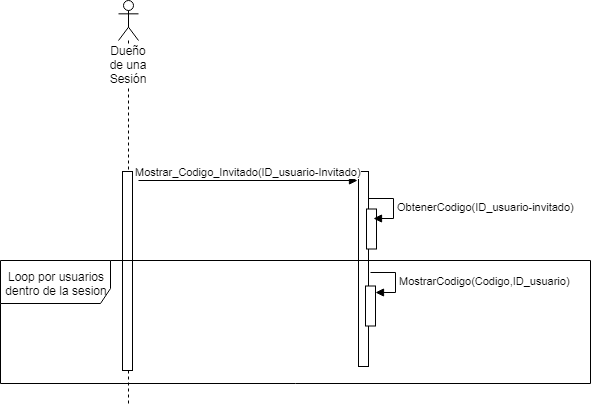 Dueño
de una
Sesión
Mostrar_Codigo_Invitado(ID_usuario-Invitado)
ObtenerCodigo(ID_usuario-invitado)
Loop por usuarios
dentro de la sesion
MostrarCodigo(Codigo,ID_usuario)